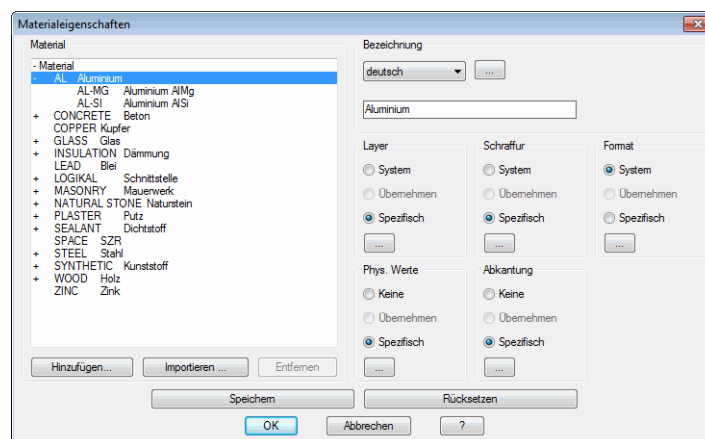 Materialeigenschaften
Material
- Material
- AL Aluminium
AL-MG Aluminium AlMg
AL-SI Aluminium AlSi
+ CONCRETE Beton
COPPER Kupfer
+ GLASS Glas
+ INSULATION Dämmung
LEAD Blei
+ LOGIKAL Schnittstelle
+ MASONRY Mauerwerk
+ NATURAL STONE Naturstein
+ PLASTER Putz
+ SEALANT Dichtstoff
SPACE SZR
+ STEEL Stahl
+ SYNTHETIC Kunststoff
+ WOOD Holz
ZINC Zink
Hinzufügen...
Importieren ...
Entfernen
Bezeichnung
deutsch
...
Aluminium
Layer
System
Übernehmen
Spezifisch
...
Schraffur
System
Übernehmen
Spezifisch
...
Format
System
Übernehmen
Spezifisch
...
Phys. Werte
Keine
Übernehmen
Spezifisch
...
Abkantung
Keine
Übernehmen
Spezifisch
...
Speichern
Rücksetzen
OK
Abbrechen
?